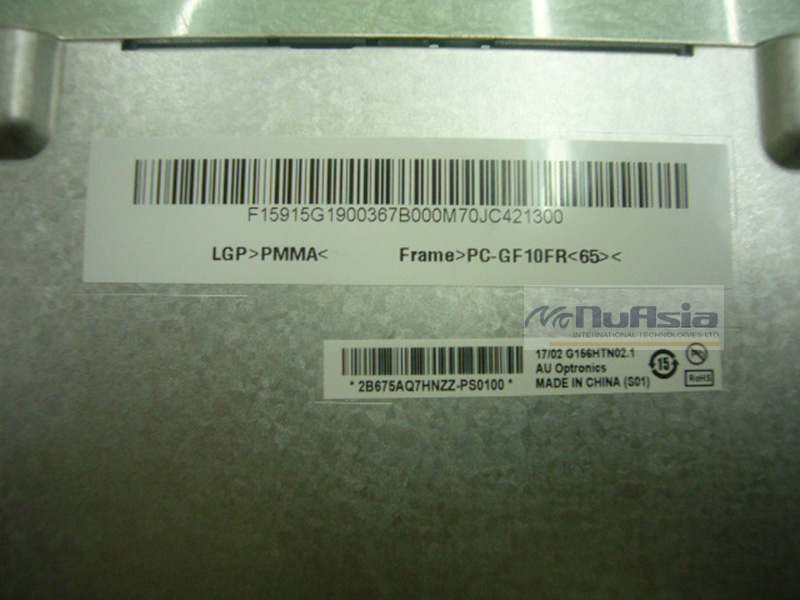 F15915G1900367B000M70JC421300
LGP>PMMA< Frame>PC-GF10FR<65><
NuAsia
INTERNATIONAL TECHNOLOGIES LTD.
17/02 G156HTN02.1
AU Optronics
MADE IN CHINA (S01)
15
Pb
RoHS
* 2B675AQ7HNZZ-PS0100 *